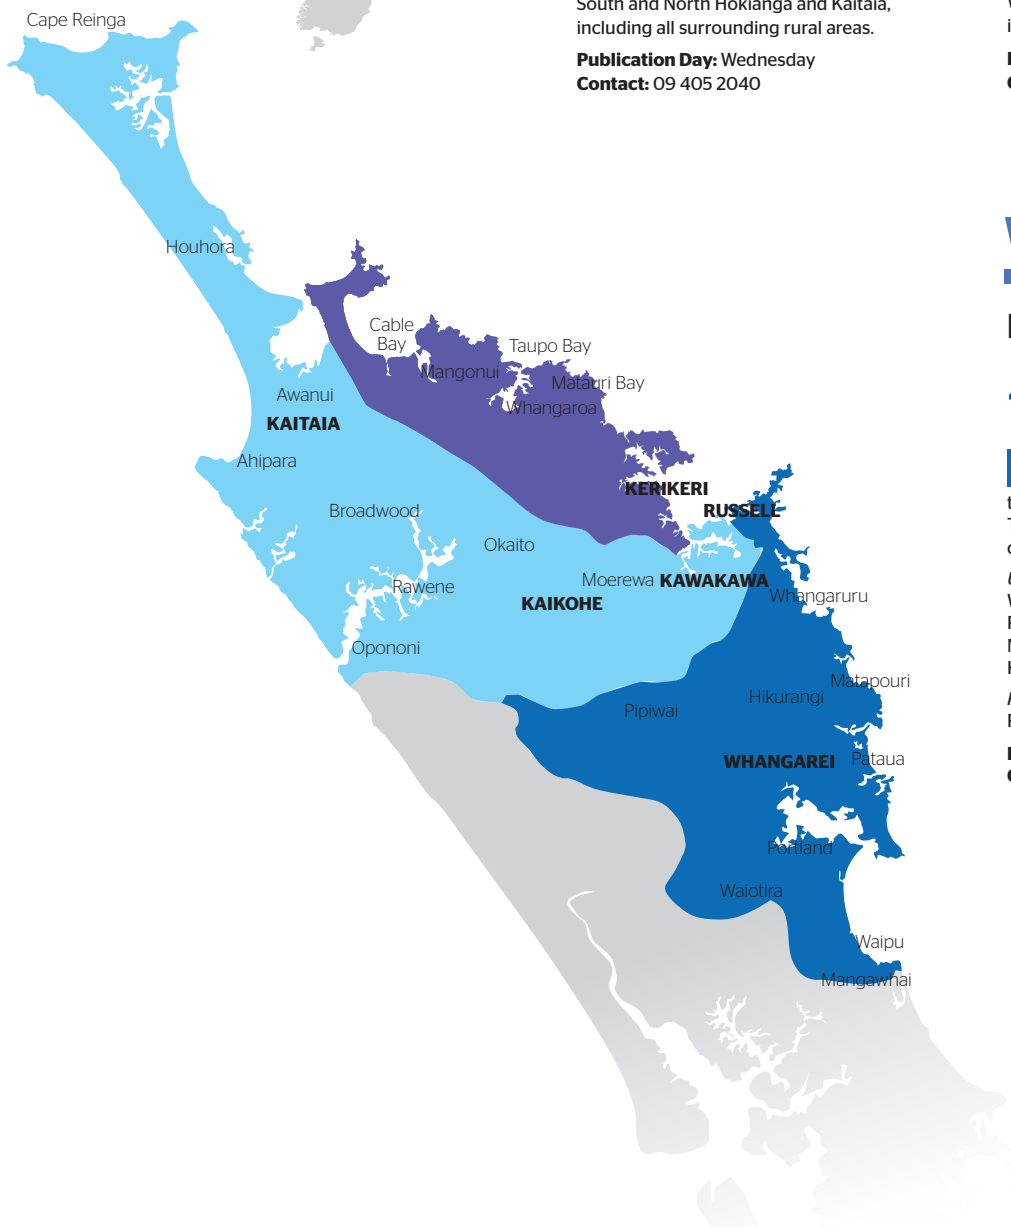 South and North Hokianga and Kaitaia,
including all surrounding rural areas.
Publication Day: Wednesday
Contact: 09 405 2040
Cape Reinga
Houhora
Cable
Bay
Taupo Bay
Mangonui
Matauri Bay
Whangaroa
Awanui
KAITAIA
Ahipara
KERIKERI
RUSSELL
Broadwood
Okaito
Moerewa
KAWAKAWA
Rawene
KAIKOHE
Whangaruru
Opononi
Matapouri
Hikurangi
Pipiwai
WHANGAREI
Pataua
Portland
Waiotira
Waipu
Mangawhai